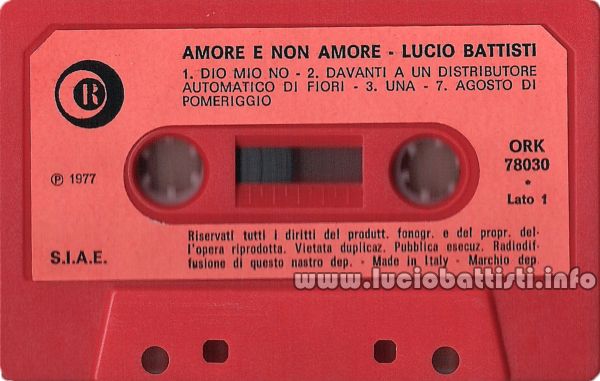 AMORE E NON AMORE - LUCIO BATTISTI
1. DIO MIO NO - 2. DAVANTI A UN DISTRIBUTORE
AUTOMATICO DI FIORI - 3. UNA - 7. AGOSTO DI
POMERIGGIO
R
ORK
78030
℗ 1977
Lato 1
Riservati tutti i diritti del produtt. fonogr. e del propr. del-
l'opera riprodotta. Vietata duplicaz. Pubblica esecuz. Radiodif-
fusione di questo nastro dep. - Made in Italy - Marchio dep.
S.I.A.E.
www.luciobattisti.info